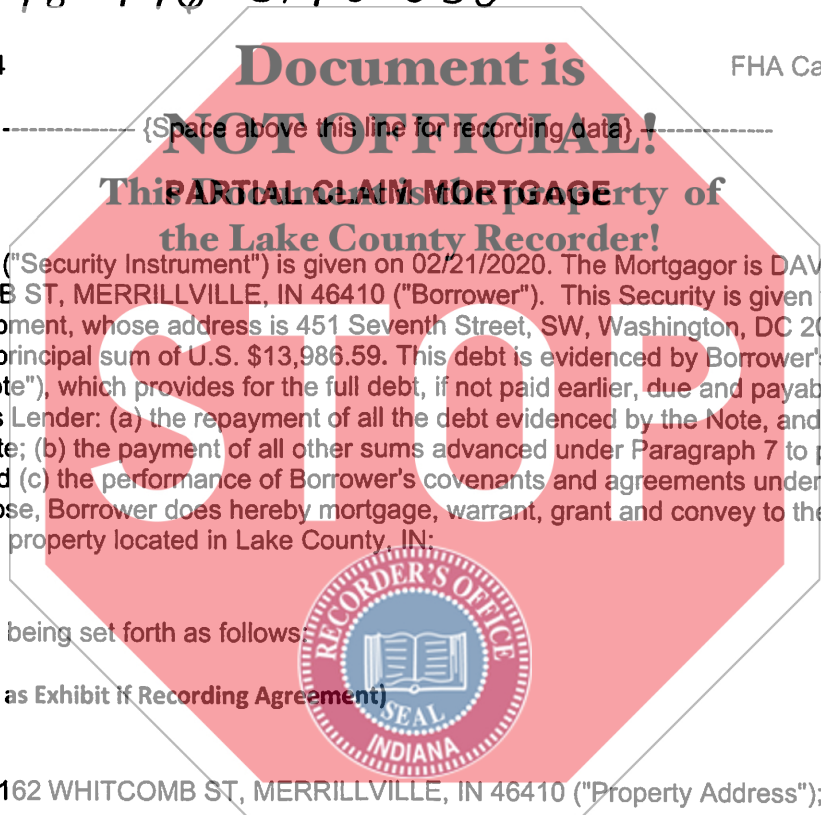 4
FHA Ca
Document is
{Space above this line for recording data}
NOT OFFICIAL!
PARTIAL CLAIM MORTGAGE
This Document is the property of
the Lake County Recorder!
("Security Instrument") is given on 02/21/2020. The Mortgagor is DAV
B ST, MERRILLVILLE, IN 46410 ("Borrower"). This Security is given
pment, whose address is 451 Seventh Street, SW, Washington, DC 20
principal sum of U.S. $13,986.59. This debt is evidenced by Borrower's
te"), which provides for the full debt, if not paid earlier, due and payab
s Lender: (a) the repayment of all the debt evidenced by the Note, and
te; (b) the payment of all other sums advanced under Paragraph 7 to p
d (c) the performance of Borrower's covenants and agreements under
ose, Borrower does hereby mortgage, warrant, grant and convey to the
property located in Lake County, IN:
STOP
being set forth as follows:
as Exhibit if Recording Agreement)
RECORDER'S OFFICE
SEAL
INDIANA
162 WHITCOMB ST, MERRILLVILLE, IN 46410 ("Property Address");